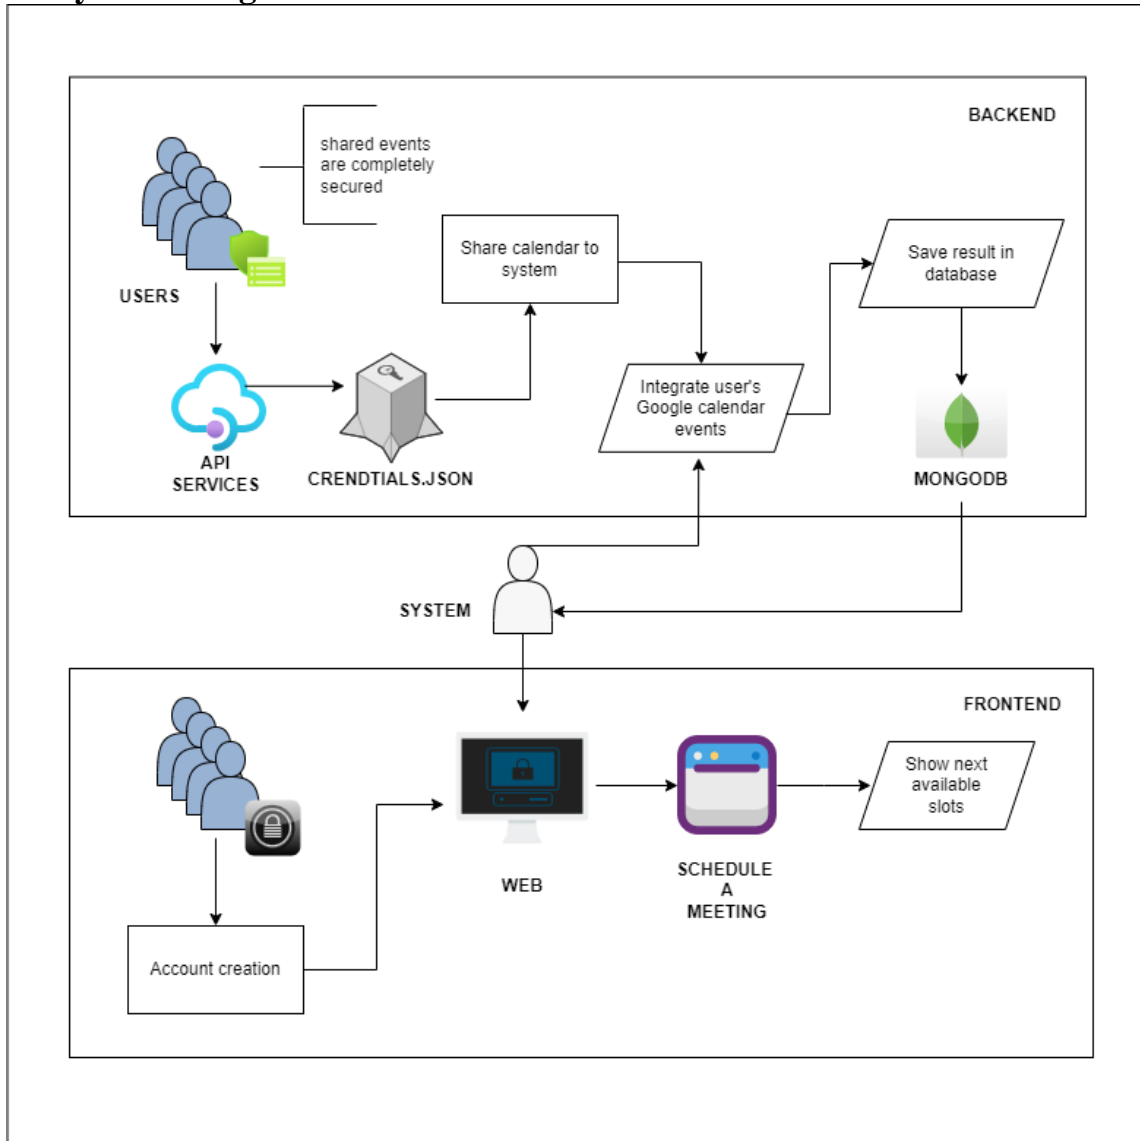 BACKEND
shared events
are completely
secured
USERS
Share calendar to
system
Save result in
database
Integrate user's
Google calendar
events
API
SERVICES
CRENDTIALS.JSON
MONGODB
SYSTEM
FRONTEND
Show next
available
slots
WEB
SCHEDULE
A
MEETING
Account creation